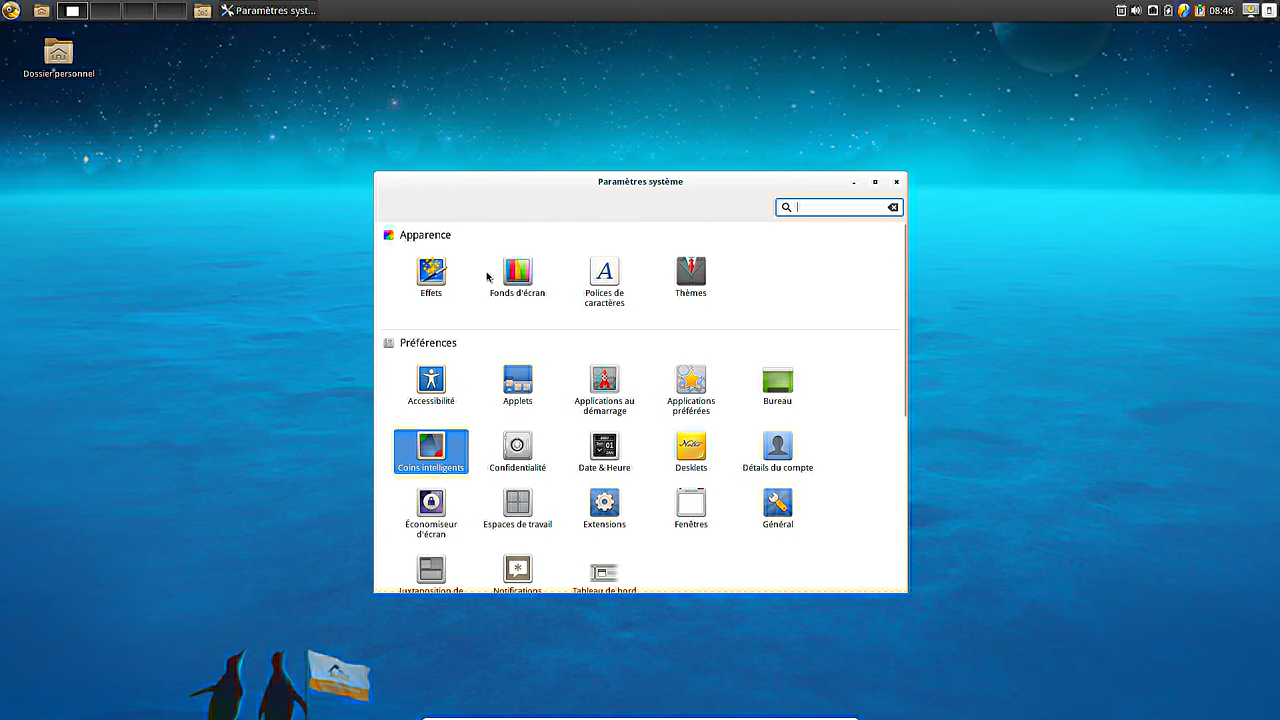 Paramètres syst...
08:46
Dossier personnel
Paramètres système
Apparence
Effets
Fonds d'écran
Polices de
caractères
Thèmes
Préférences
Accessibilité
Applets
Applications au
démarrage
Applications
préférées
Bureau
Coins intelligents
Confidentialité
Date & Heure
Desklets
Détails du compte
Économiseur
d'écran
Espaces de travail
Extensions
Fenêtres
Général
Juxtaposition de
Notifications
Tableau de bord